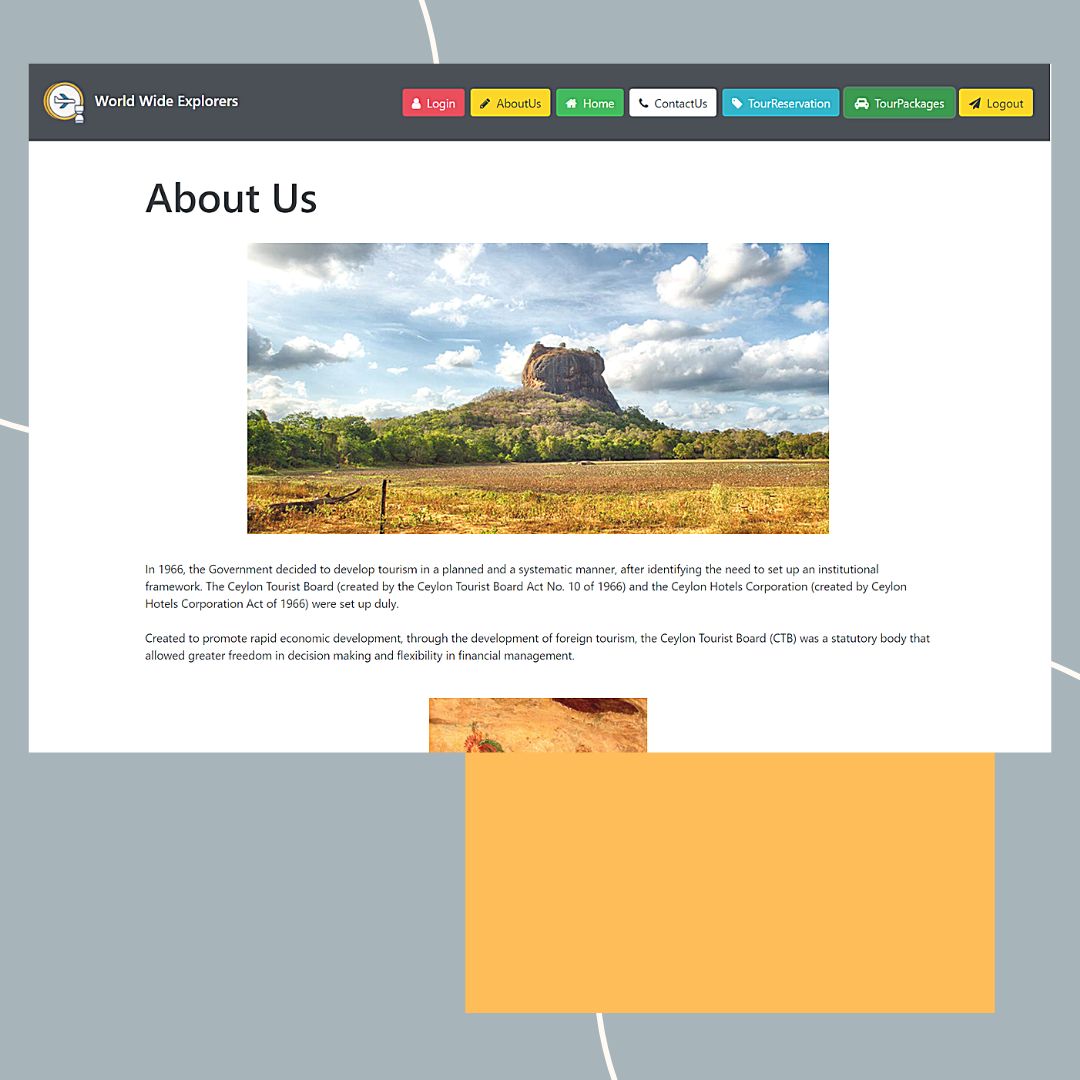 World Wide Explorers
Login AboutUs Home ContactUs TourReservation TourPackages Logout
About Us
In 1966, the Government decided to develop tourism in a planned and a systematic manner, after identifying the need to set up an institutional
framework. The Ceylon Tourist Board (created by the Ceylon Tourist Board Act No. 10 of 1966) and the Ceylon Hotels Corporation (created by Ceylon
Hotels Corporation Act of 1966) were set up duly.
Created to promote rapid economic development, through the development of foreign tourism, the Ceylon Tourist Board (CTB) was a statutory body that
allowed greater freedom in decision making and flexibility in financial management.